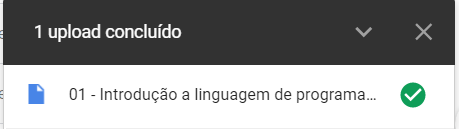 1 upload concluído
01 - Introdução a linguagem de programa...